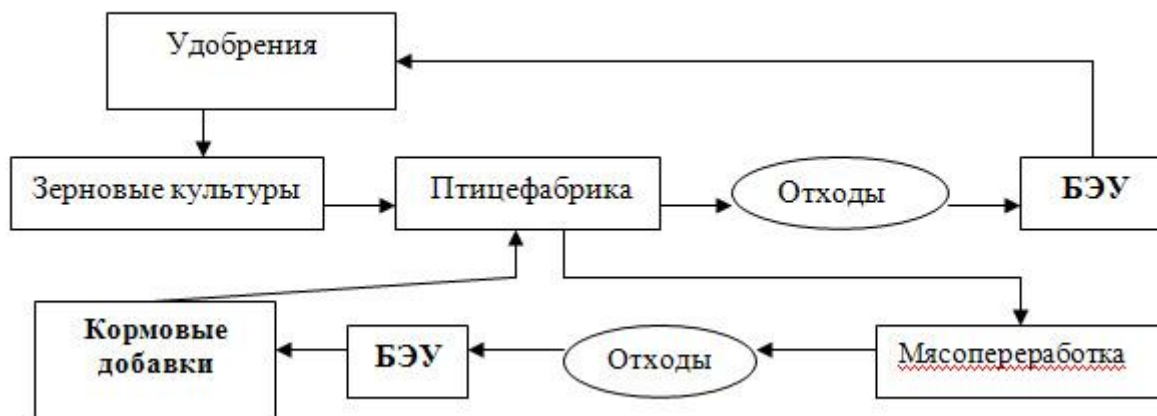 Удобрения
Зерновые культуры
Птицефабрика
Отходы
БЭУ
Кормовые
добавки
БЭУ
Отходы
Мясопереработка